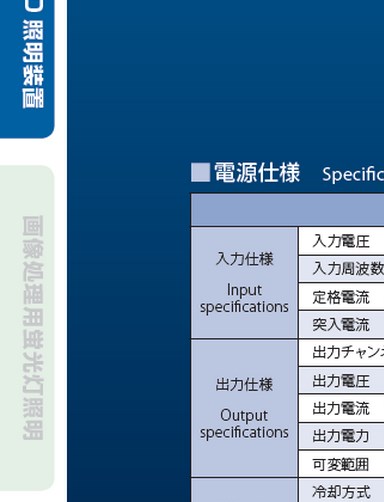 照明装置
画像処理用蛍光灯照明
■電源仕様 Specific
入力仕様
Input
specifications
入力電圧
入力周波数
定格電流
突入電流
出力仕様
Output
specifications
出力チャンネ
出力電圧
出力電流
出力電力
可変範囲
冷却方式